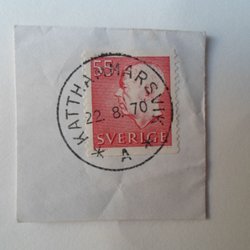 55
KATTHAMMARSVIK
22. 8. 70
SVERIGE
* A *